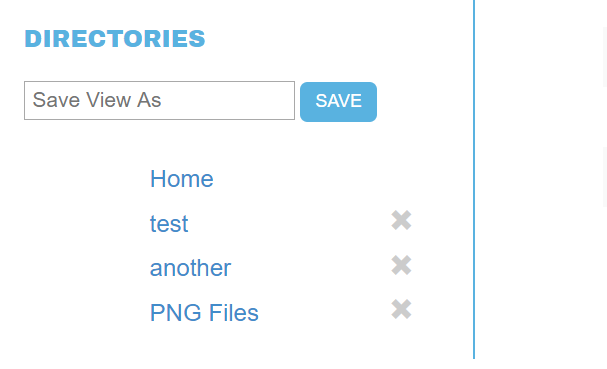 DIRECTORIES
Save View As SAVE
Home
test ✖
another ✖
PNG Files ✖